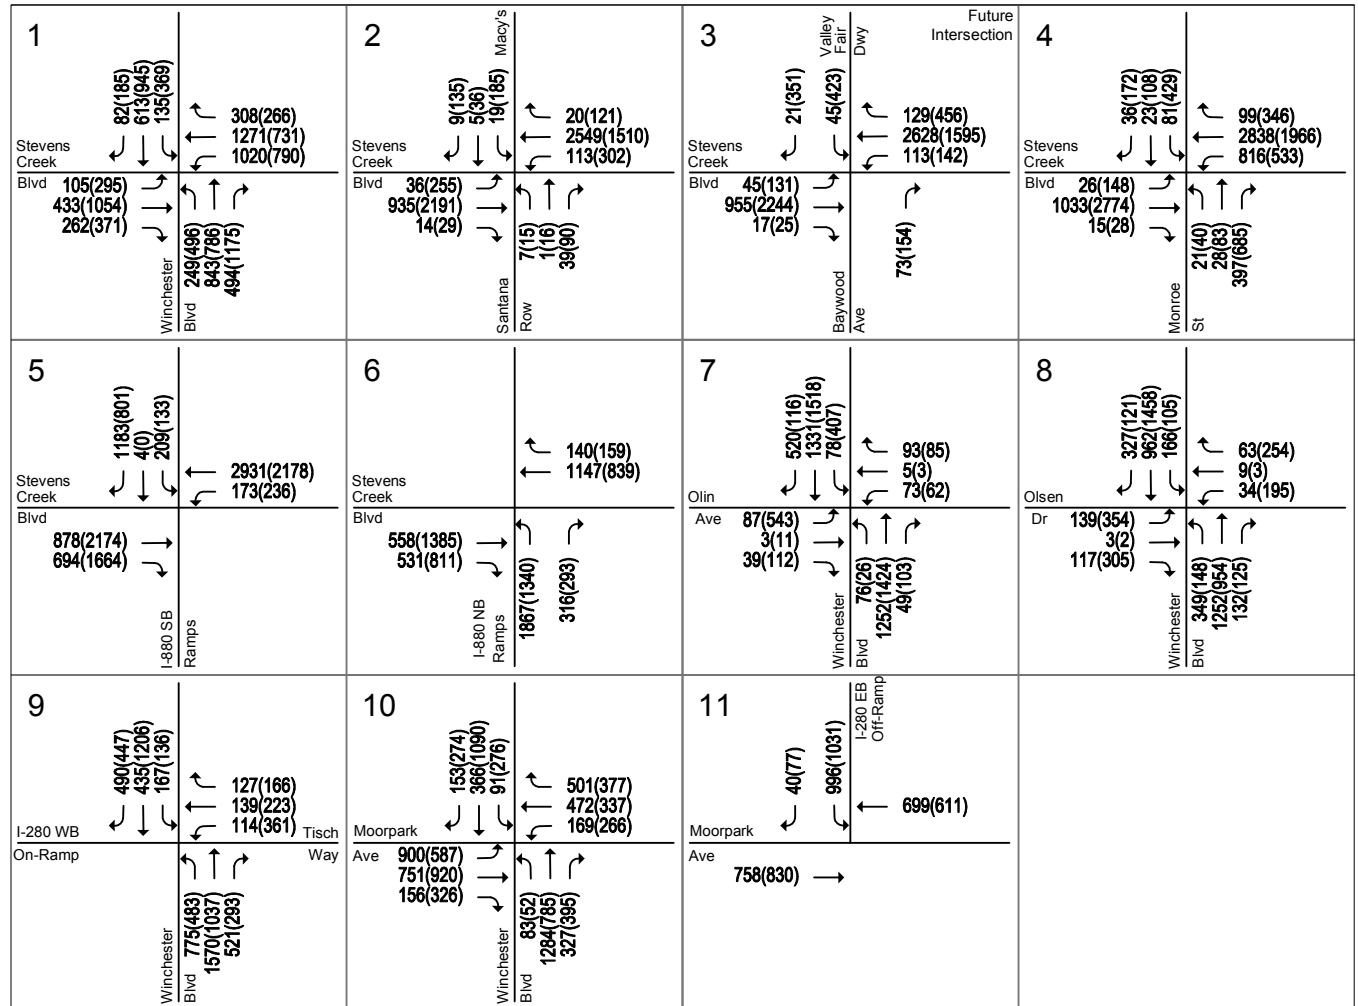 1
82(185)
613(945)
135(369)
308(266)
1271(731)
1020(790)
Stevens
Creek
Blvd
105(295)
433(1054)
262(371)
249(496)
843(786)
494(1175)
Winchester
Blvd
2
Macy's
9(135)
5(36)
19(185)
20(121)
2549(1510)
113(302)
Stevens
Creek
Blvd
36(255)
935(2191)
14(29)
7(15)
1(16)
39(90)
Santana
Row
3
Valley
Fair
Dwy
Future
Intersection
21(351)
45(423)
129(456)
2628(1595)
113(142)
Stevens
Creek
Blvd
45(131)
955(2244)
17(25)
73(154)
Baywood
Ave
4
36(172)
23(108)
81(429)
99(346)
2838(1966)
816(533)
Stevens
Creek
Blvd
26(148)
1033(2774)
15(28)
21(40)
28(83)
397(685)
Monroe
St
5
1183(801)
4(0)
209(133)
2931(2178)
173(236)
Stevens
Creek
Blvd
878(2174)
694(1664)
I-880 SB
Ramps
6
140(159)
1147(839)
Stevens
Creek
Blvd
558(1385)
531(811)
1867(1340)
316(293)
I-880 NB
Ramps
7
520(116)
1331(1518)
78(407)
93(85)
5(3)
73(62)
Olin
Ave
87(543)
3(11)
39(112)
76(26)
1252(1424)
49(103)
Winchester
Blvd
8
327(121)
962(1458)
166(105)
63(254)
9(3)
34(195)
Olsen
Dr
139(354)
3(2)
117(305)
349(148)
1252(954)
132(125)
Winchester
Blvd
9
490(447)
435(1206)
167(136)
127(166)
139(223)
114(361)
I-280 WB
On-Ramp
Tisch
Way
775(483)
1570(1037)
521(293)
Winchester
Blvd
10
153(274)
366(1090)
91(276)
501(377)
472(337)
169(266)
Moorpark
Ave
900(587)
751(920)
156(326)
83(52)
1284(785)
327(395)
Winchester
Blvd
11
I-280 EB
Off-Ramp
40(77)
996(1031)
699(611)
Moorpark
Ave
758(830)